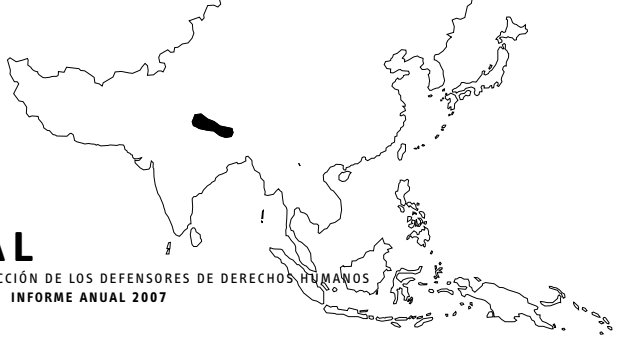 AL
CCIÓN DE LOS DEFENSORES DE DERECHOS HUMANOS
INFORME ANUAL 2007